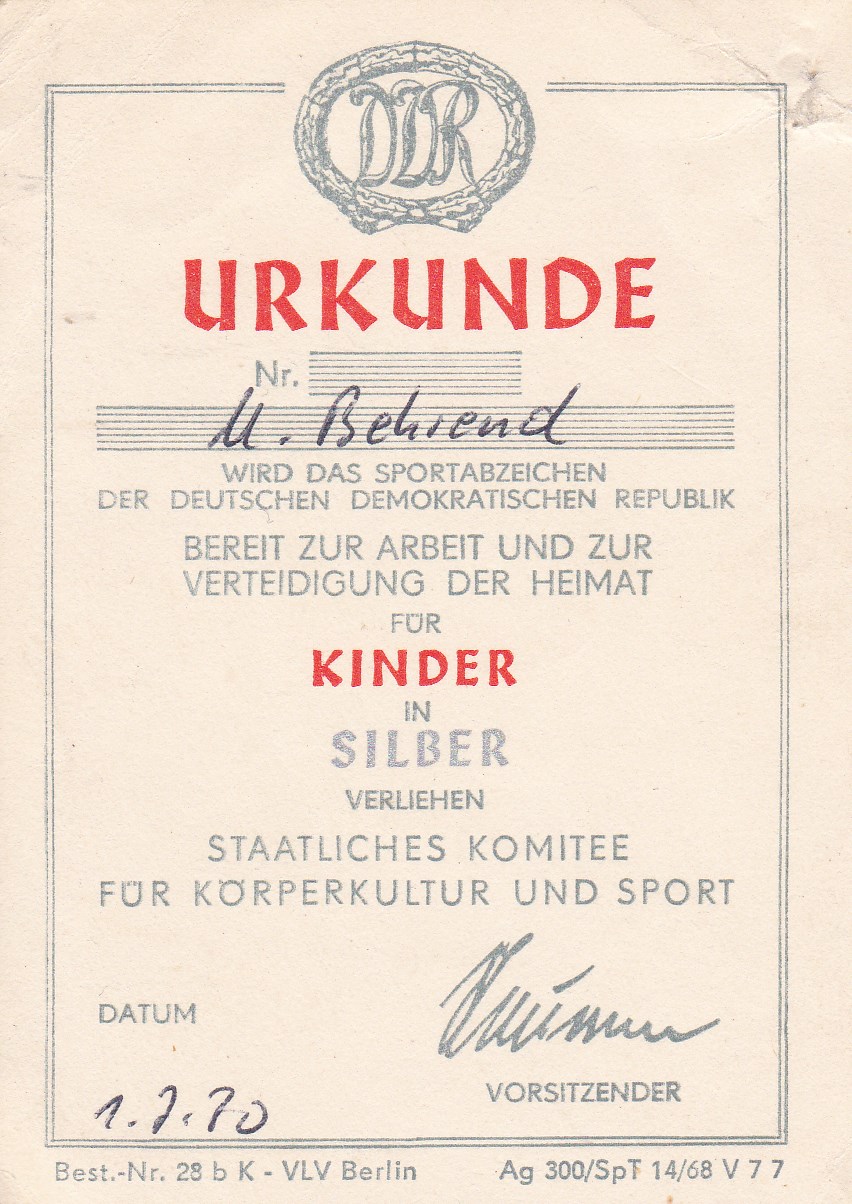 DDR
URKUNDE
Nr.
M. Behrend
WIRD DAS SPORTABZEICHEN
DER DEUTSCHEN DEMOKRATISCHEN REPUBLIK
BEREIT ZUR ARBEIT UND ZUR
VERTEIDIGUNG DER HEIMAT
FÜR
KINDER
IN
SILBER
VERLIEHEN
STAATLICHES KOMITEE
FÜR KÖRPERKULTUR UND SPORT
DATUM
VORSITZENDER
1.7.70
Best.-Nr. 28 b K - VLV Berlin Ag 300/SpT 14/68 V 7 7